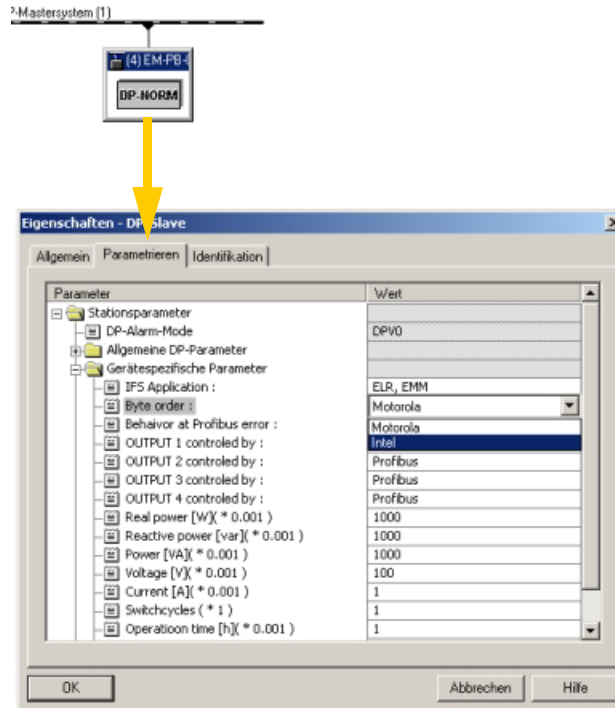 P-Mastersystem (1)
(4) EM-PB-
DP-NORM
Eigenschaften - DP-Slave
Allgemein Parametrieren Identifikation
Parameter Wert
Stationsparameter
DP-Alarm-Mode DPV0
Allgemeine DP-Parameter
Gerätespezifische Parameter
IFS Application : ELR, EMM
Byte order : Motorola
Behaivor at Profibus error : Motorola
OUTPUT 1 controled by : Intel
OUTPUT 2 controled by : Profibus
OUTPUT 3 controled by : Profibus
OUTPUT 4 controled by : Profibus
Real power [W]( * 0.001 ) 1000
Reactive power [var]( * 0.001 ) 1000
Power [VA]( * 0.001 ) 1000
Voltage [V]( * 0.001 ) 100
Current [A]( * 0.001 ) 1
Switchcycles ( * 1 ) 1
Operatioon time [h]( * 0.001 ) 1
OK Abbrechen Hilfe